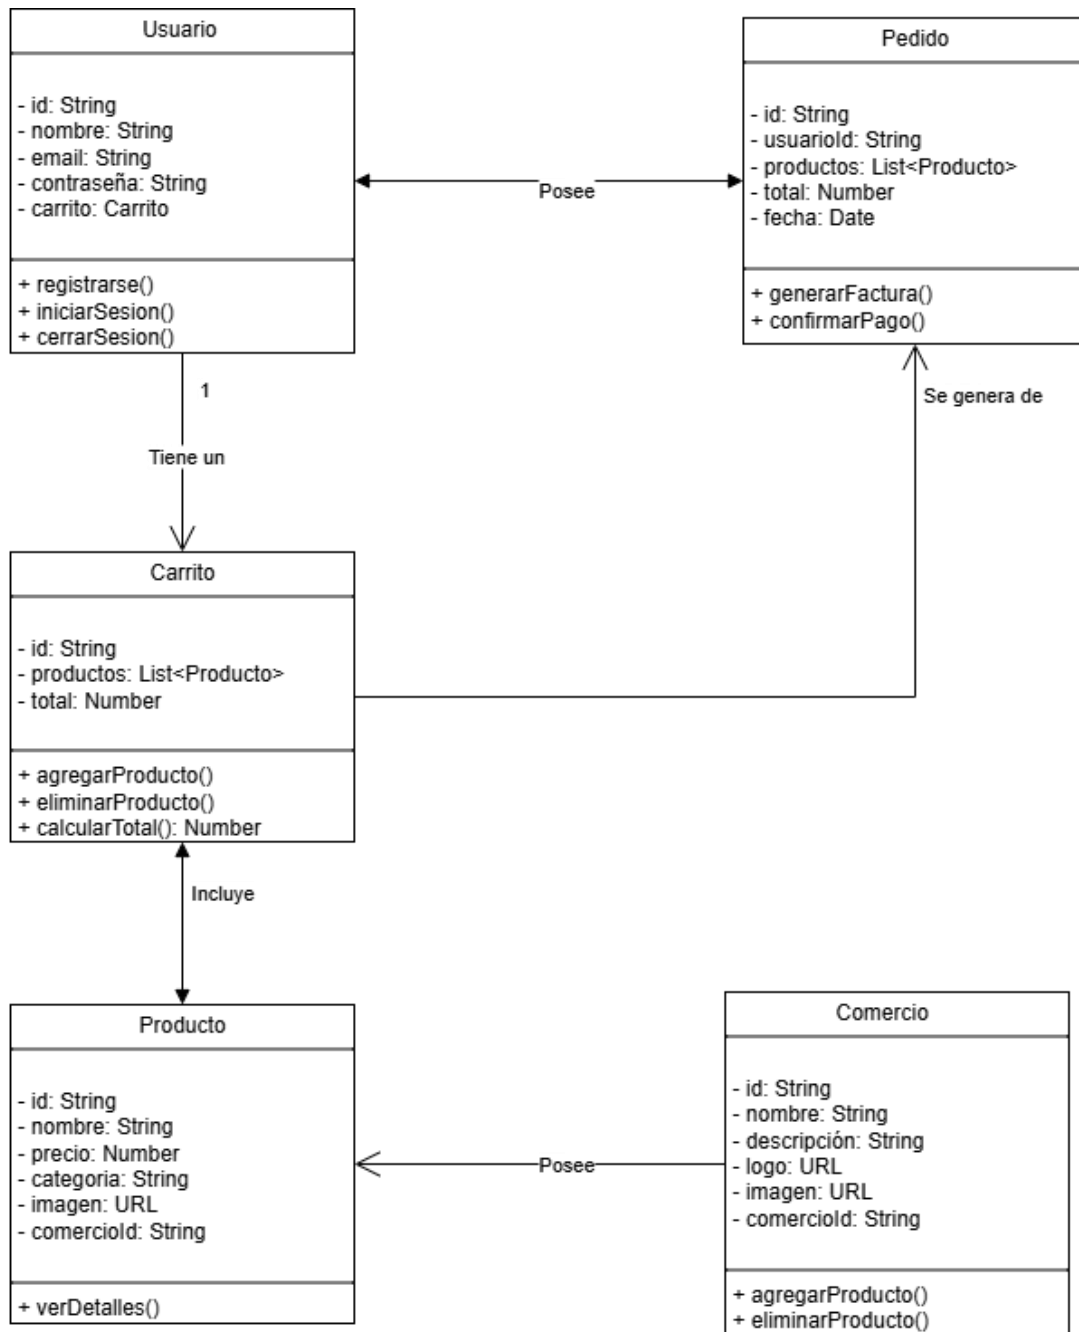 Usuario
- id: String
- nombre: String
- email: String
- contraseña: String
- carrito: Carrito
+ registrarse()
+ iniciarSesion()
+ cerrarSesion()
Posee
Pedido
- id: String
- usuarioId: String
- productos: List<Producto>
- total: Number
- fecha: Date
+ generarFactura()
+ confirmarPago()
1
Tiene un
Se genera de
Carrito
- id: String
- productos: List<Producto>
- total: Number
+ agregarProducto()
+ eliminarProducto()
+ calcularTotal(): Number
Incluye
Producto
- id: String
- nombre: String
- precio: Number
- categoria: String
- imagen: URL
- comercioId: String
+ verDetalles()
Posee
Comercio
- id: String
- nombre: String
- descripción: String
- logo: URL
- imagen: URL
- comercioId: String
+ agregarProducto()
+ eliminarProducto()